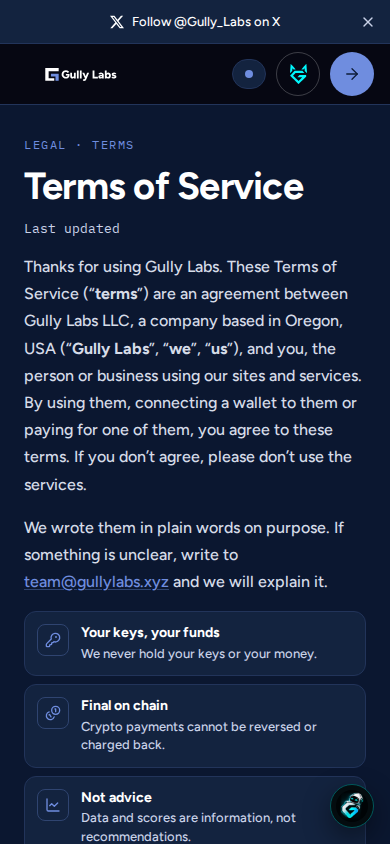 Follow @Gully_Labs on X
Gully Labs
LEGAL · TERMS
Terms of Service
Last updated
Thanks for using Gully Labs. These Terms of
Service (“terms”) are an agreement between
Gully Labs LLC, a company based in Oregon,
USA (“Gully Labs”, “we”, “us”), and you, the
person or business using our sites and services.
By using them, connecting a wallet to them or
paying for one of them, you agree to these
terms. If you don’t agree, please don’t use the
services.
We wrote them in plain words on purpose. If
something is unclear, write to
team@gullylabs.xyz and we will explain it.
Your keys, your funds
We never hold your keys or your money.
Final on chain
Crypto payments cannot be reversed or
charged back.
Not advice
Data and scores are information, not
recommendations.